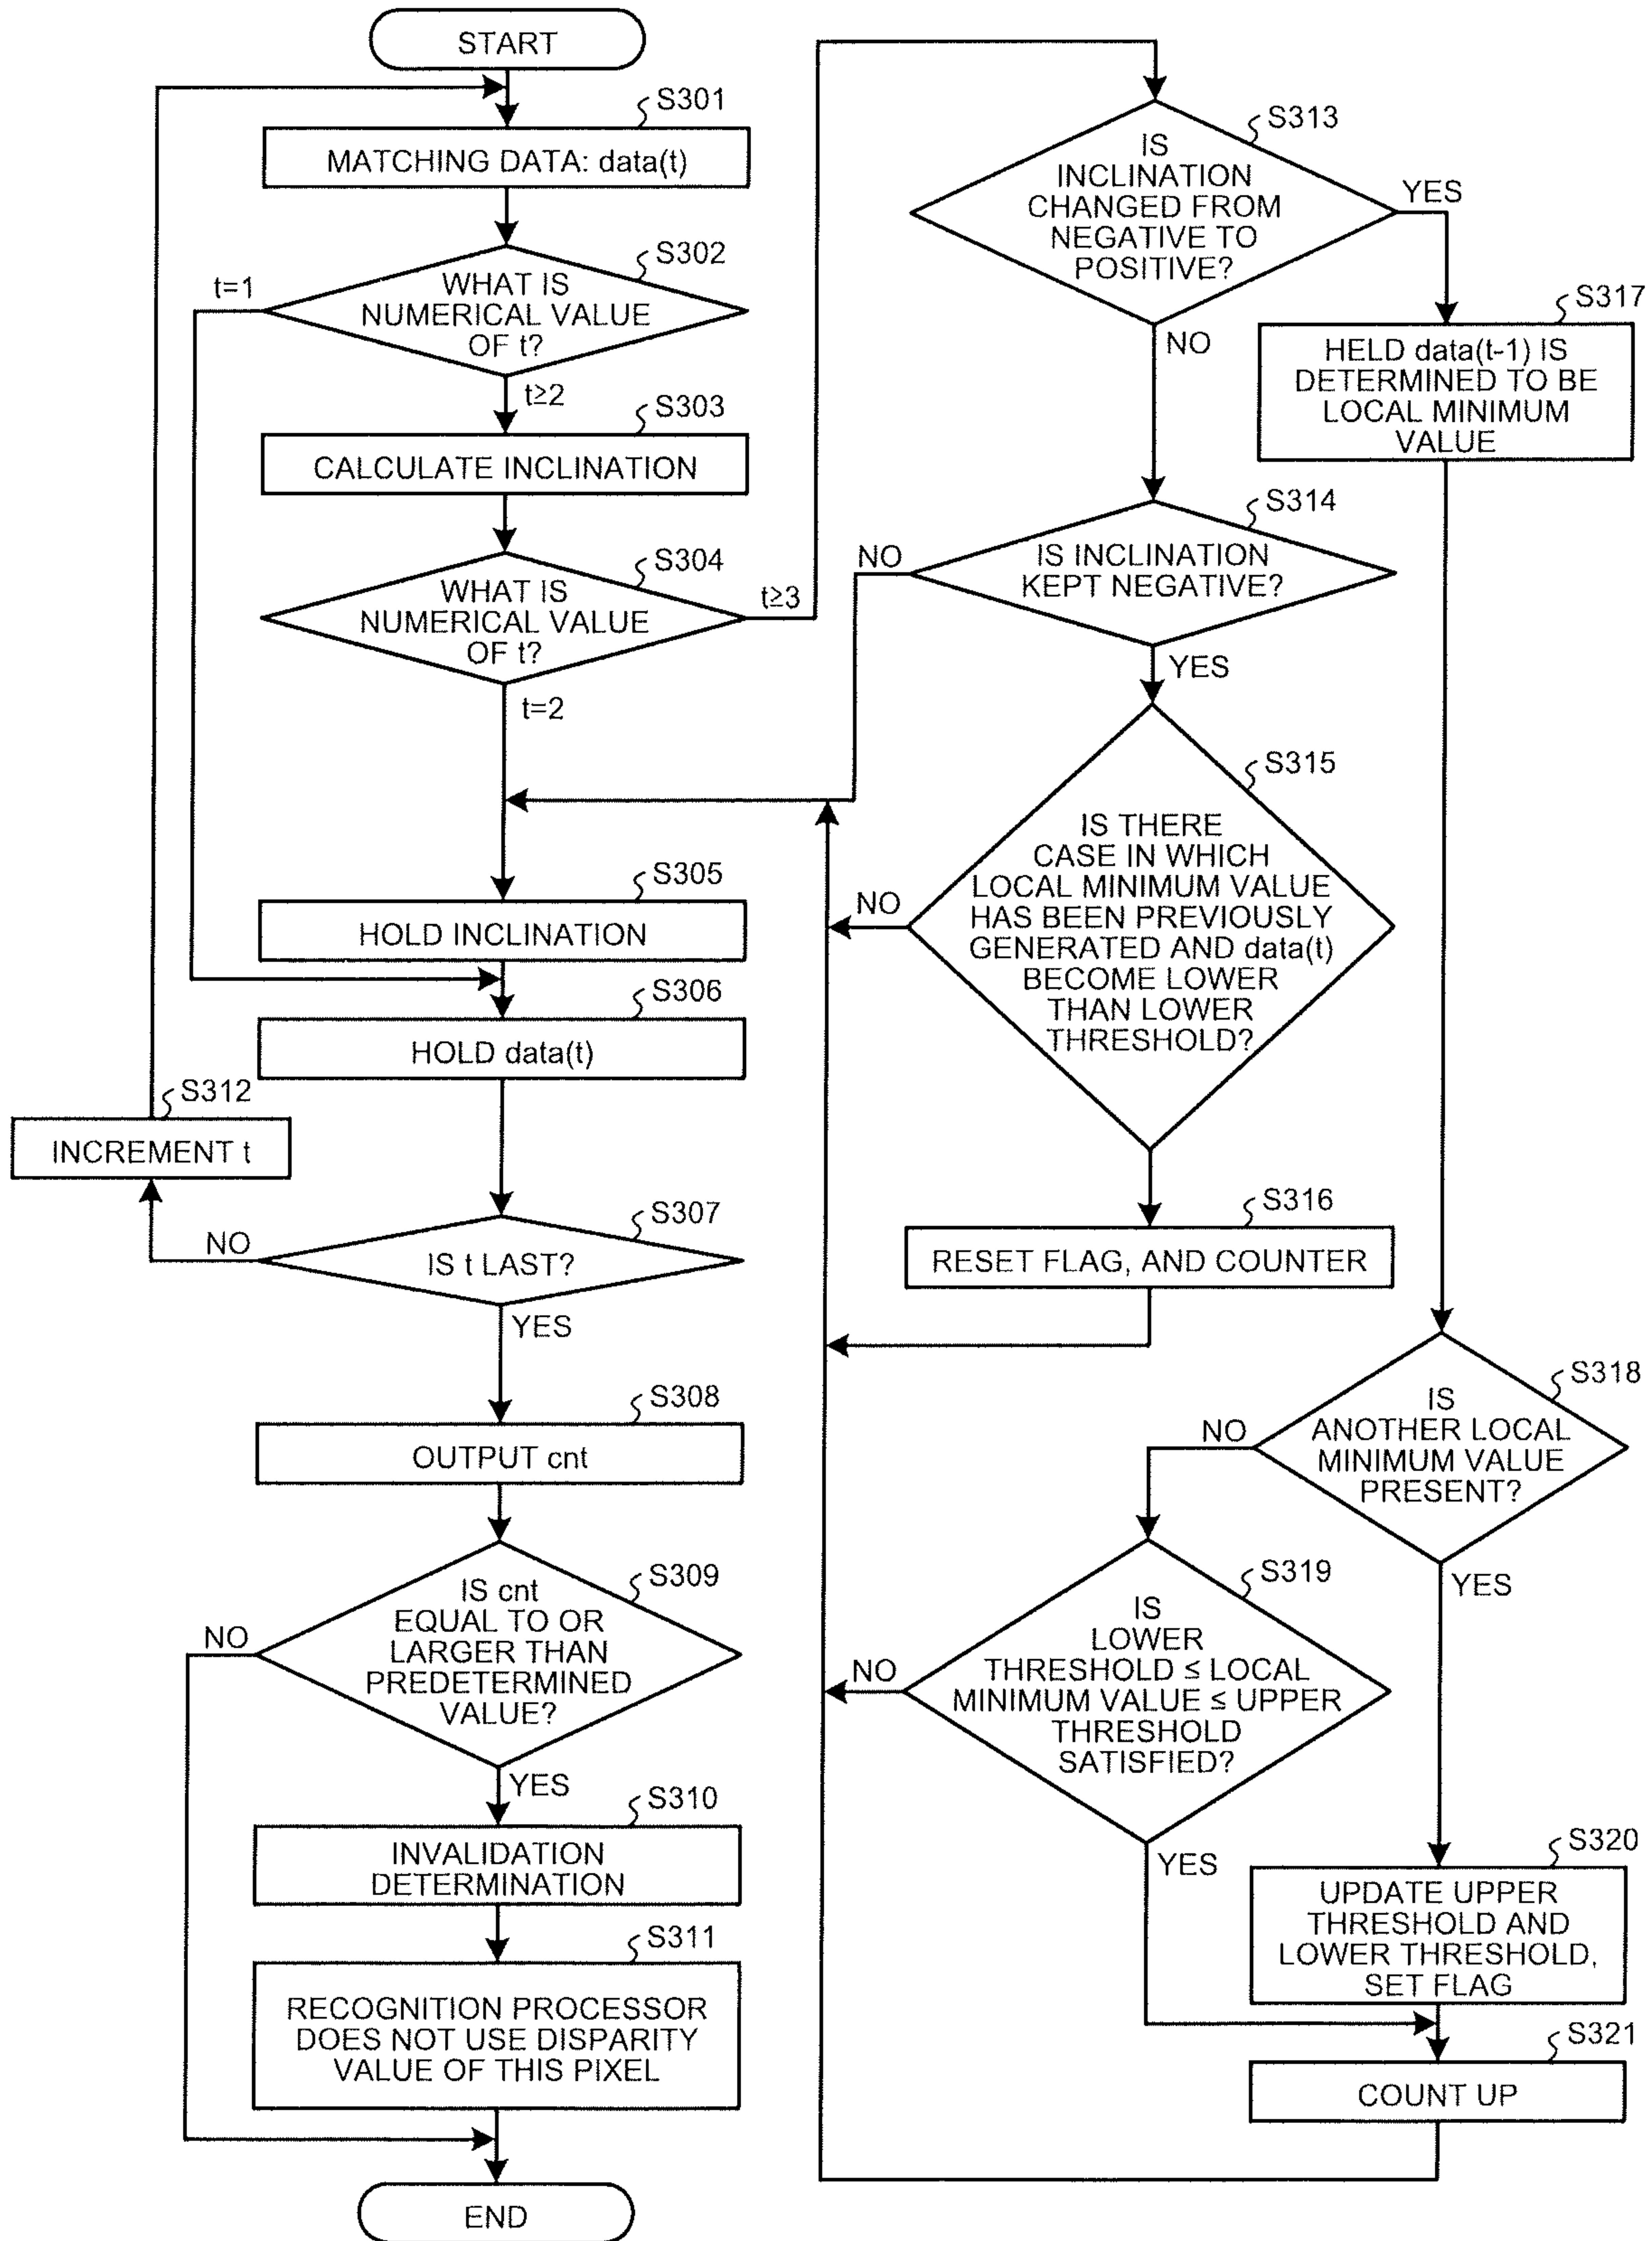 START
S301
MATCHING DATA: data(t)
S302
t=1
WHAT IS
NUMERICAL VALUE
OF t?
t≥2
S303
CALCULATE INCLINATION
S304
WHAT IS
NUMERICAL VALUE
OF t?
t≥3
t=2
S305
HOLD INCLINATION
S306
HOLD data(t)
S312
INCREMENT t
S307
NO
IS t LAST?
YES
S308
OUTPUT cnt
S309
NO
IS cnt
EQUAL TO OR
LARGER THAN
PREDETERMINED
VALUE?
YES
S310
INVALIDATION
DETERMINATION
S311
RECOGNITION PROCESSOR
DOES NOT USE DISPARITY
VALUE OF THIS PIXEL
END
S313
IS
INCLINATION
CHANGED FROM
NEGATIVE TO
POSITIVE?
YES
NO
S317
HELD data(t-1) IS
DETERMINED TO BE
LOCAL MINIMUM
VALUE
S314
NO
IS INCLINATION
KEPT NEGATIVE?
YES
S315
IS THERE
CASE IN WHICH
LOCAL MINIMUM VALUE
HAS BEEN PREVIOUSLY
GENERATED AND data(t)
BECOME LOWER
THAN LOWER
THRESHOLD?
NO
S316
RESET FLAG, AND COUNTER
S318
NO
IS
ANOTHER LOCAL
MINIMUM VALUE
PRESENT?
YES
S319
NO
IS
LOWER
THRESHOLD ≤ LOCAL
MINIMUM VALUE ≤ UPPER
THRESHOLD
SATISFIED?
YES
S320
UPDATE UPPER
THRESHOLD AND
LOWER THRESHOLD,
SET FLAG
S321
COUNT UP